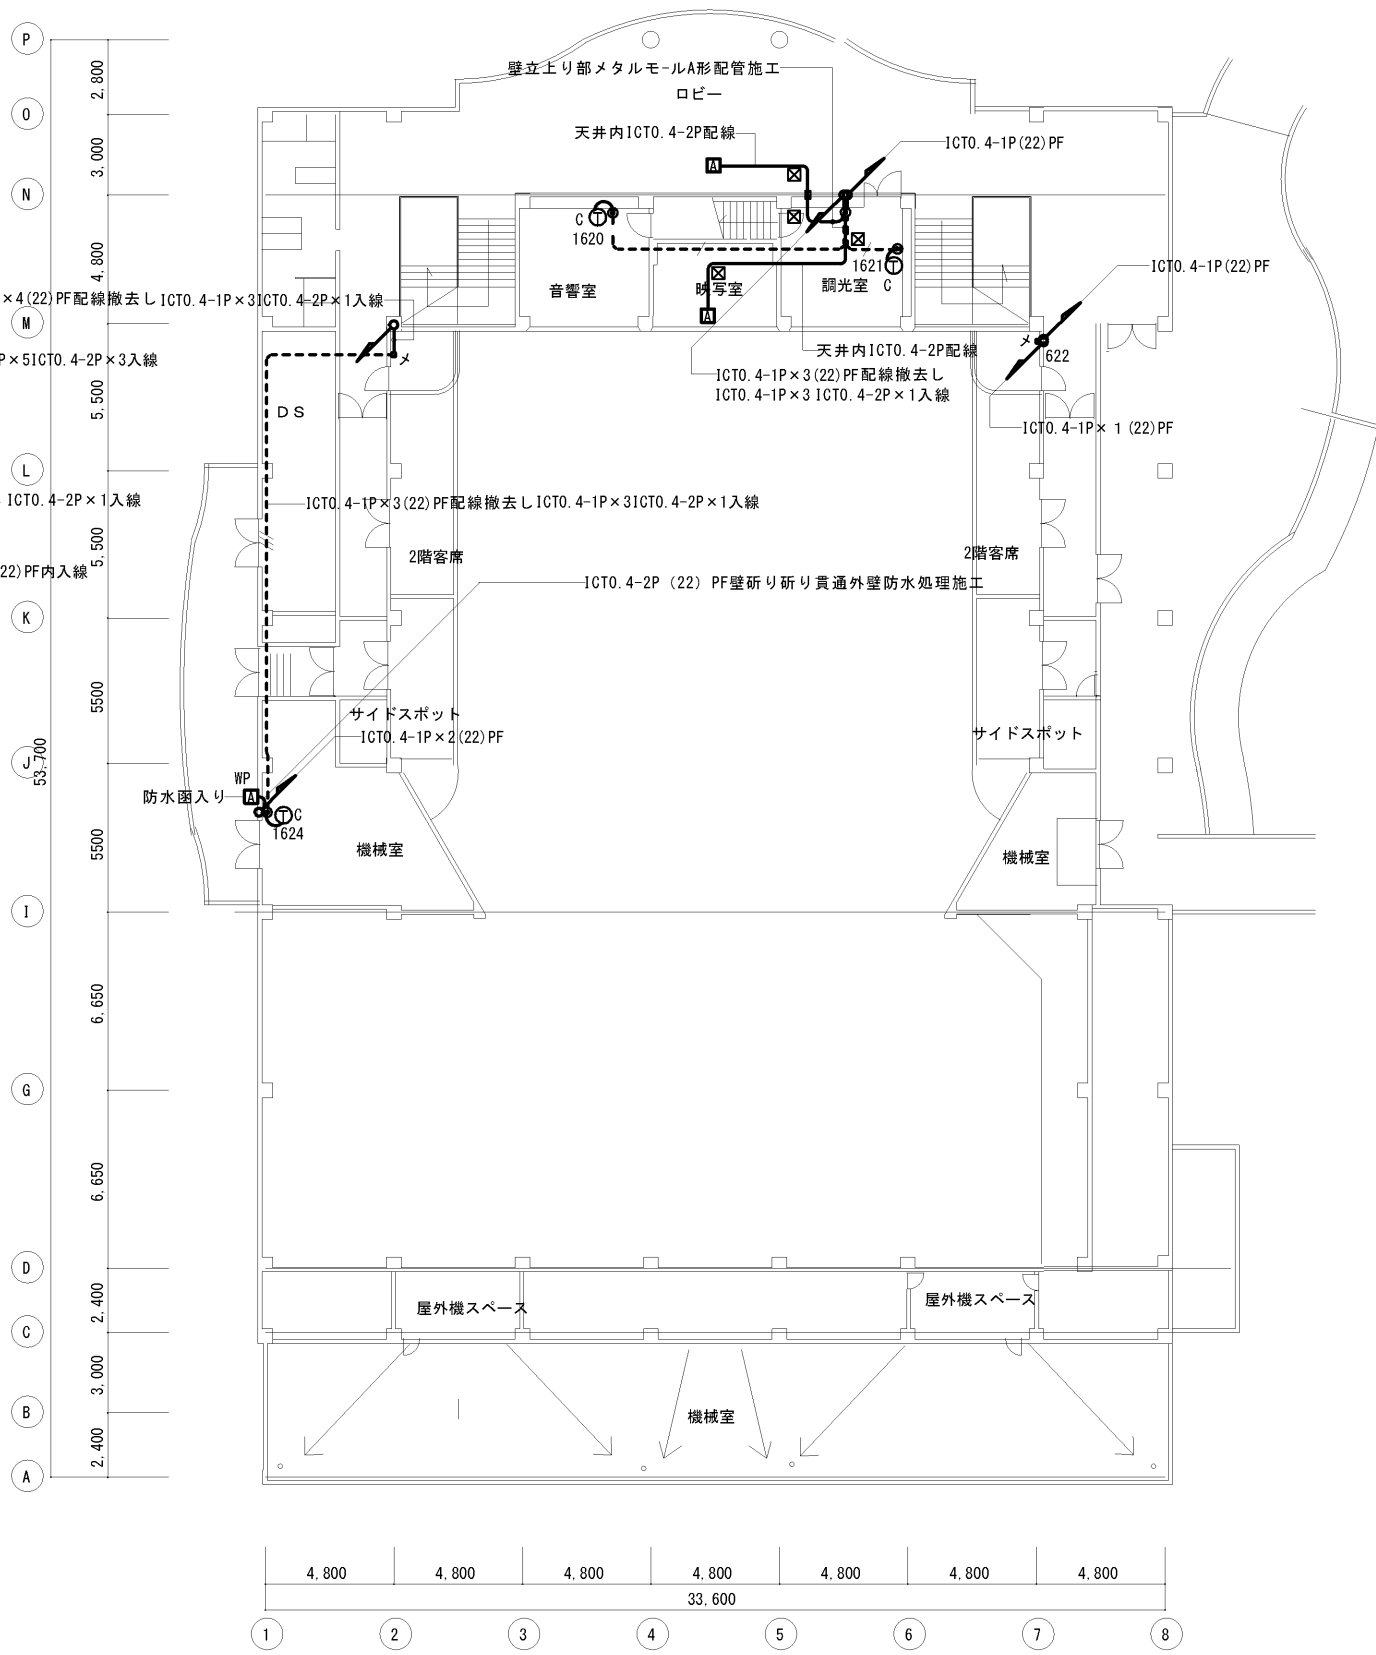 P
2,800
壁立上り部メタルモ-ルA形配管施工
ロビー
O
天井内ICT0.4-2P配線
ICT0.4-1P(22)PF
3,000
A
N
C
T
1620
4,800
1621
T
C
ICT0.4-1P(22)PF
音響室
映写室
調光室
×4(22)PF配線撤去しICT0.4-1P×3ICT0.4-2P×1入線
A
M
メ
622
天井内ICT0.4-2P配線
P×5ICT0.4-2P×3入線
メ
ICT0.4-1P×3(22)PF配線撤去し
ICT0.4-1P×3 ICT0.4-2P×1入線
5,500
DS
ICT0.4-1P×1(22)PF
L
ICT0.4-2P×1入線
ICT0.4-1P×3(22)PF配線撤去しICT0.4-1P×3ICT0.4-2P×1入線
5,500
2階客席
2階客席
22)PF内入線
ICT0.4-2P(22)PF壁斫り斫り貫通外壁防水処理施工
K
5500
サイドスポット
サイドスポット
ICT0.4-1P×2(22)PF
53,700
J
WP
防水函入り
A
T
C
1624
5500
機械室
機械室
I
6,650
G
6,650
D
2,400
屋外機スペース
屋外機スペース
C
3,000
B
機械室
2,400
A
4,800 4,800 4,800 4,800 4,800 4,800 4,800
33,600
1 2 3 4 5 6 7 8